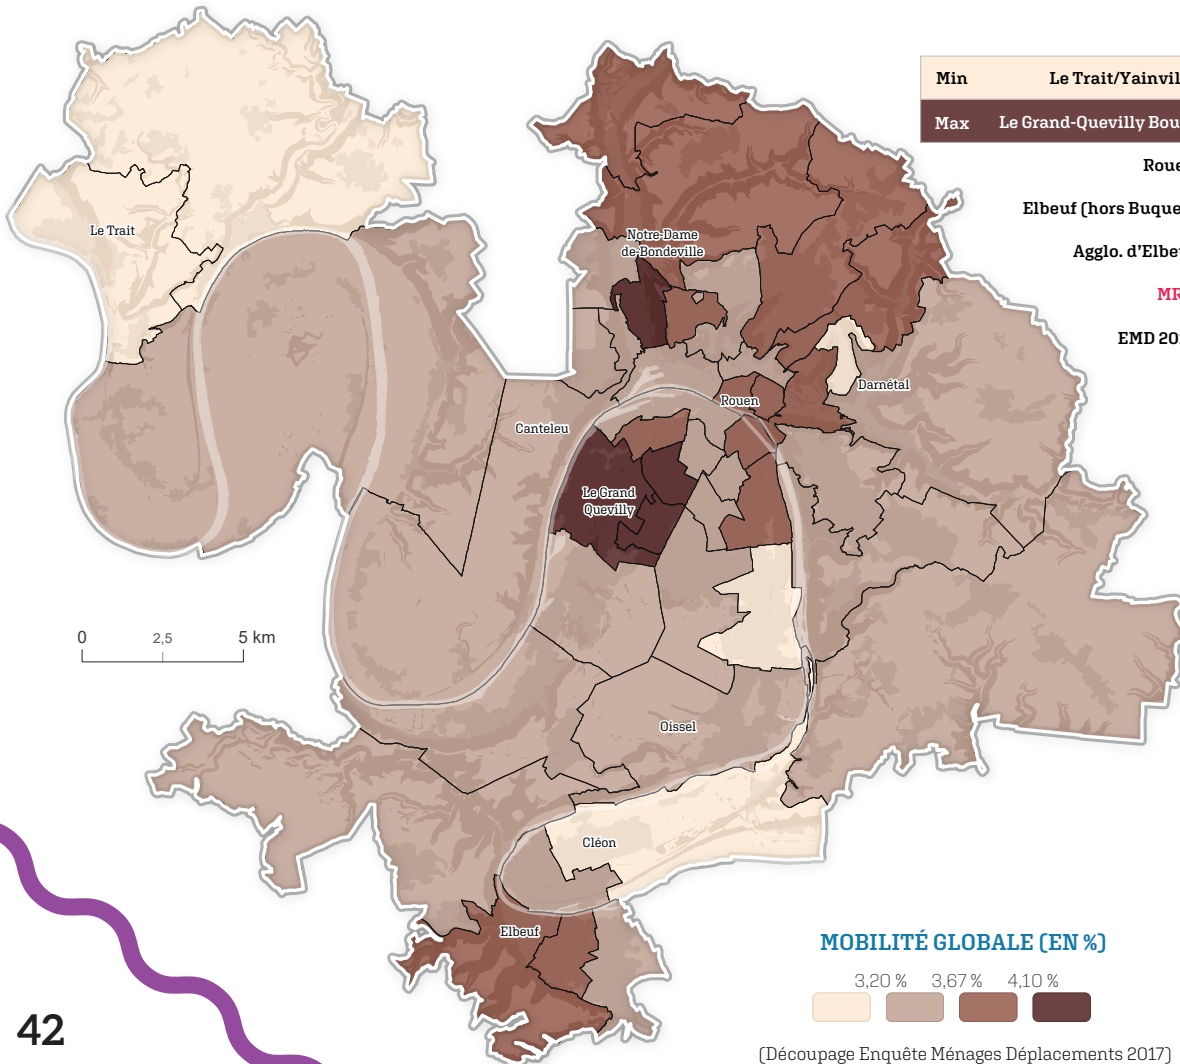 Min Le Trait/Yainvil
Max Le Grand-Quevilly Bou
Roue
Elbeuf (hors Buque
Agglo. d'Elbe
MR
EMD 20
Le Trait
Notre-Dame
de-Bondeville
Darnétal
Rouen
Canteleu
Le Grand
Quevilly
0 2,5 5 km
Oissel
Cléon
Elbeuf
MOBILITÉ GLOBALE (EN %)
3,20 % 3,67 % 4,10 %
(Découpage Enquête Ménages Déplacements 2017)
42